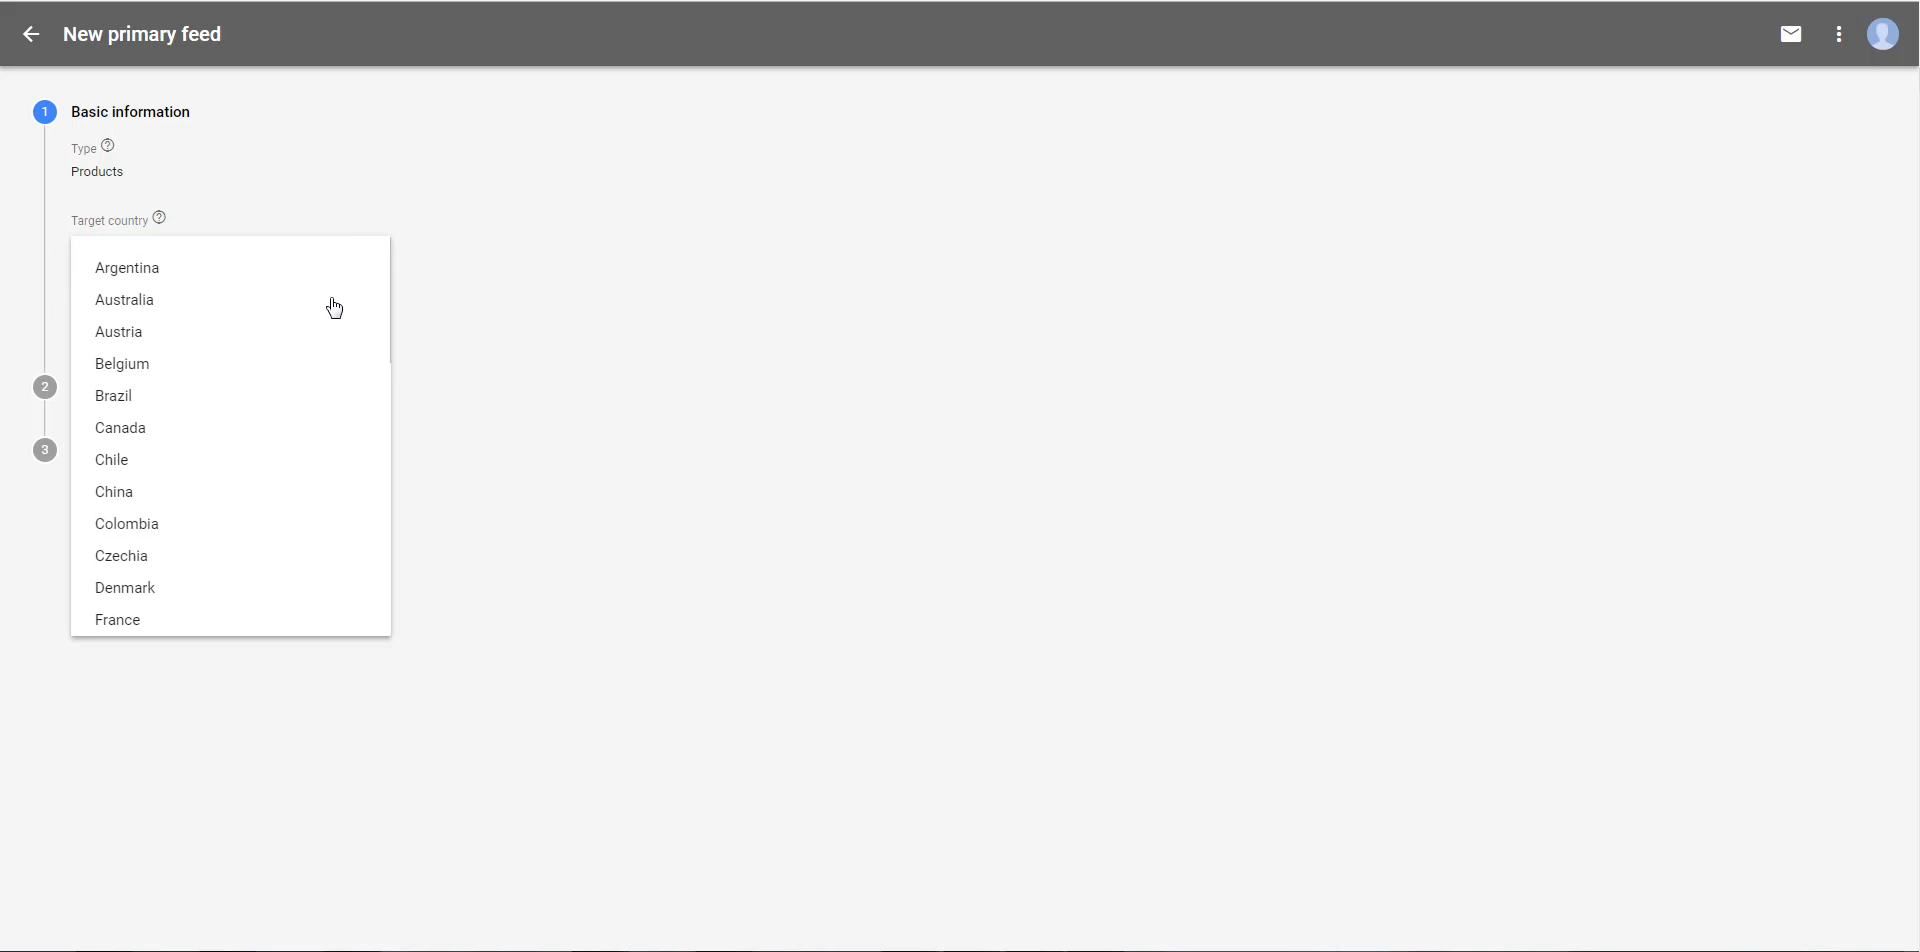 New primary feed
1 Basic information
Type
Products
Target country
Argentina
Australia
Austria
Belgium
2
Brazil
Canada
3
Chile
China
Colombia
Czechia
Denmark
France